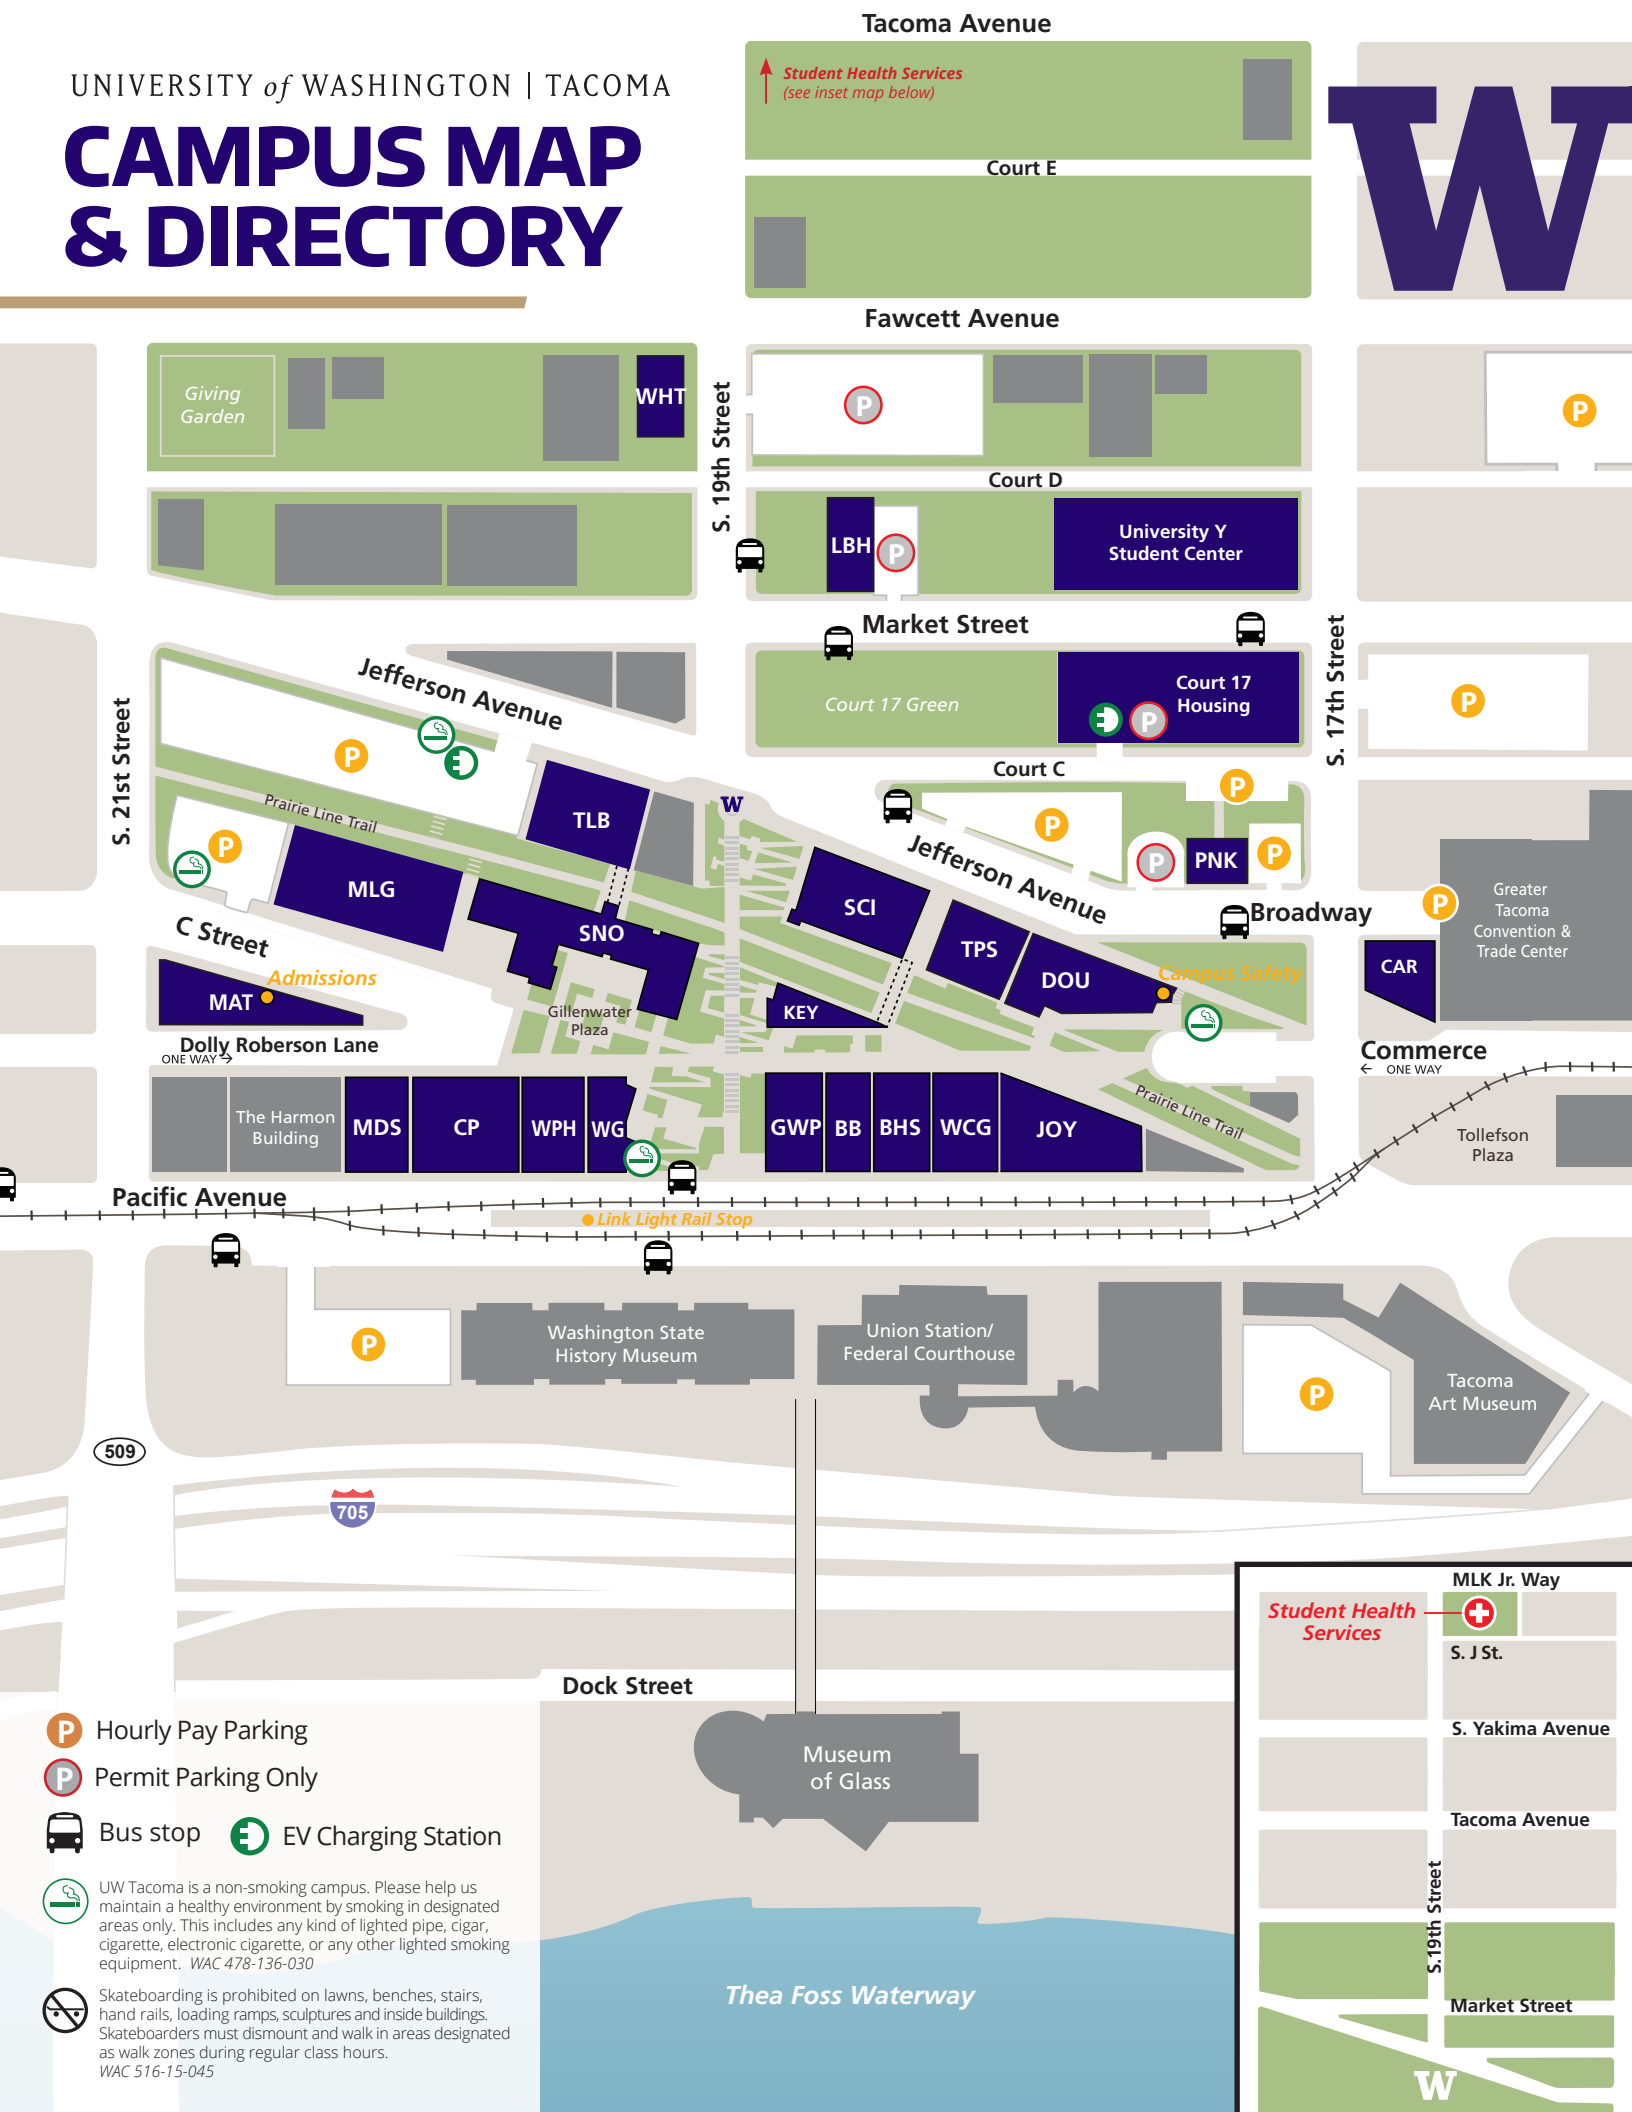 UNIVERSITY of WASHINGTON | TACOMA
CAMPUS MAP
& DIRECTORY
Tacoma Avenue
Student Health Services
(see inset map below)
Court E
W
Fawcett Avenue
Giving
Garden
WHT
S. 19th Street
P
P
Court D
LBH
P
University Y
Student Center
Market Street
Jefferson Avenue
Court 17 Green
Court 17
Housing
P
S. 17th Street
P
S. 21st Street
P
Prairie Line Trail
P
TLB
W
Court C
P
P
Jefferson Avenue
P
PNK
P
MLG
SCI
Broadway
P
Greater
Tacoma
Convention &
Trade Center
C Street
SNO
TPS
DOU
Campus Safety
CAR
Admissions
MAT
Gillenwater
Plaza
KEY
Dolly Roberson Lane
ONE WAY →
Commerce
← ONE WAY
The Harmon
Building
MDS
CP
WPH
WG
GWP
BB
BHS
WCG
JOY
Prairie Line Trail
Tollefson
Plaza
Pacific Avenue
Link Light Rail Stop
P
Washington State
History Museum
Union Station/
Federal Courthouse
P
Tacoma
Art Museum
509
705
MLK Jr. Way
Student Health
Services
S. J St.
S. Yakima Avenue
Tacoma Avenue
S.19th Street
Market Street
W
Dock Street
Museum
of Glass
Thea Foss Waterway
P Hourly Pay Parking
P Permit Parking Only
Bus stop
EV Charging Station
UW Tacoma is a non-smoking campus. Please help us
maintain a healthy environment by smoking in designated
areas only. This includes any kind of lighted pipe, cigar,
cigarette, electronic cigarette, or any other lighted smoking
equipment. WAC 478-136-030
Skateboarding is prohibited on lawns, benches, stairs,
hand rails, loading ramps, sculptures and inside buildings.
Skateboarders must dismount and walk in areas designated
as walk zones during regular class hours.
WAC 516-15-045